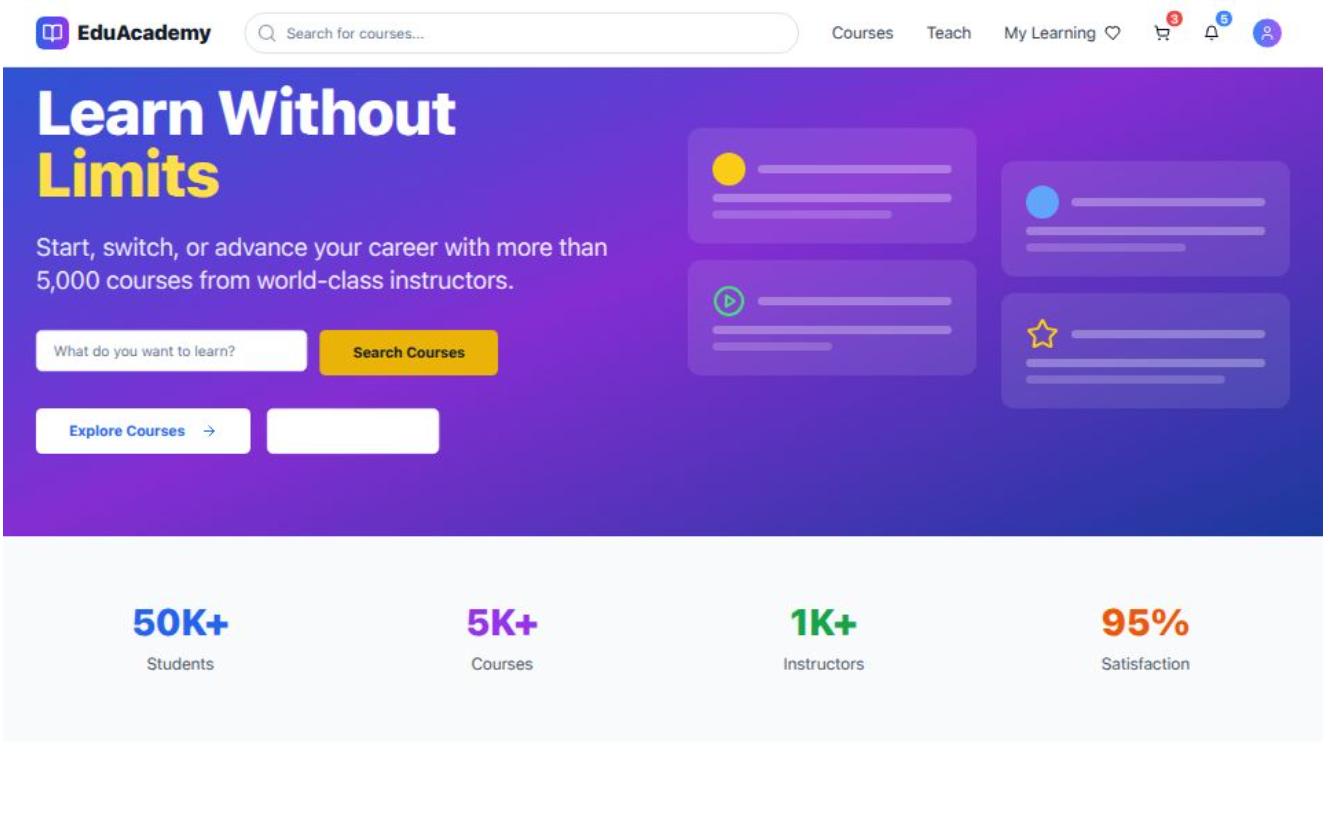 EduAcademy
Search for courses...
Courses
Teach
My Learning
3
5
Learn Without
Limits
Start, switch, or advance your career with more than
5,000 courses from world-class instructors.
What do you want to learn?
Search Courses
Explore Courses
50K+
Students
5K+
Courses
1K+
Instructors
95%
Satisfaction